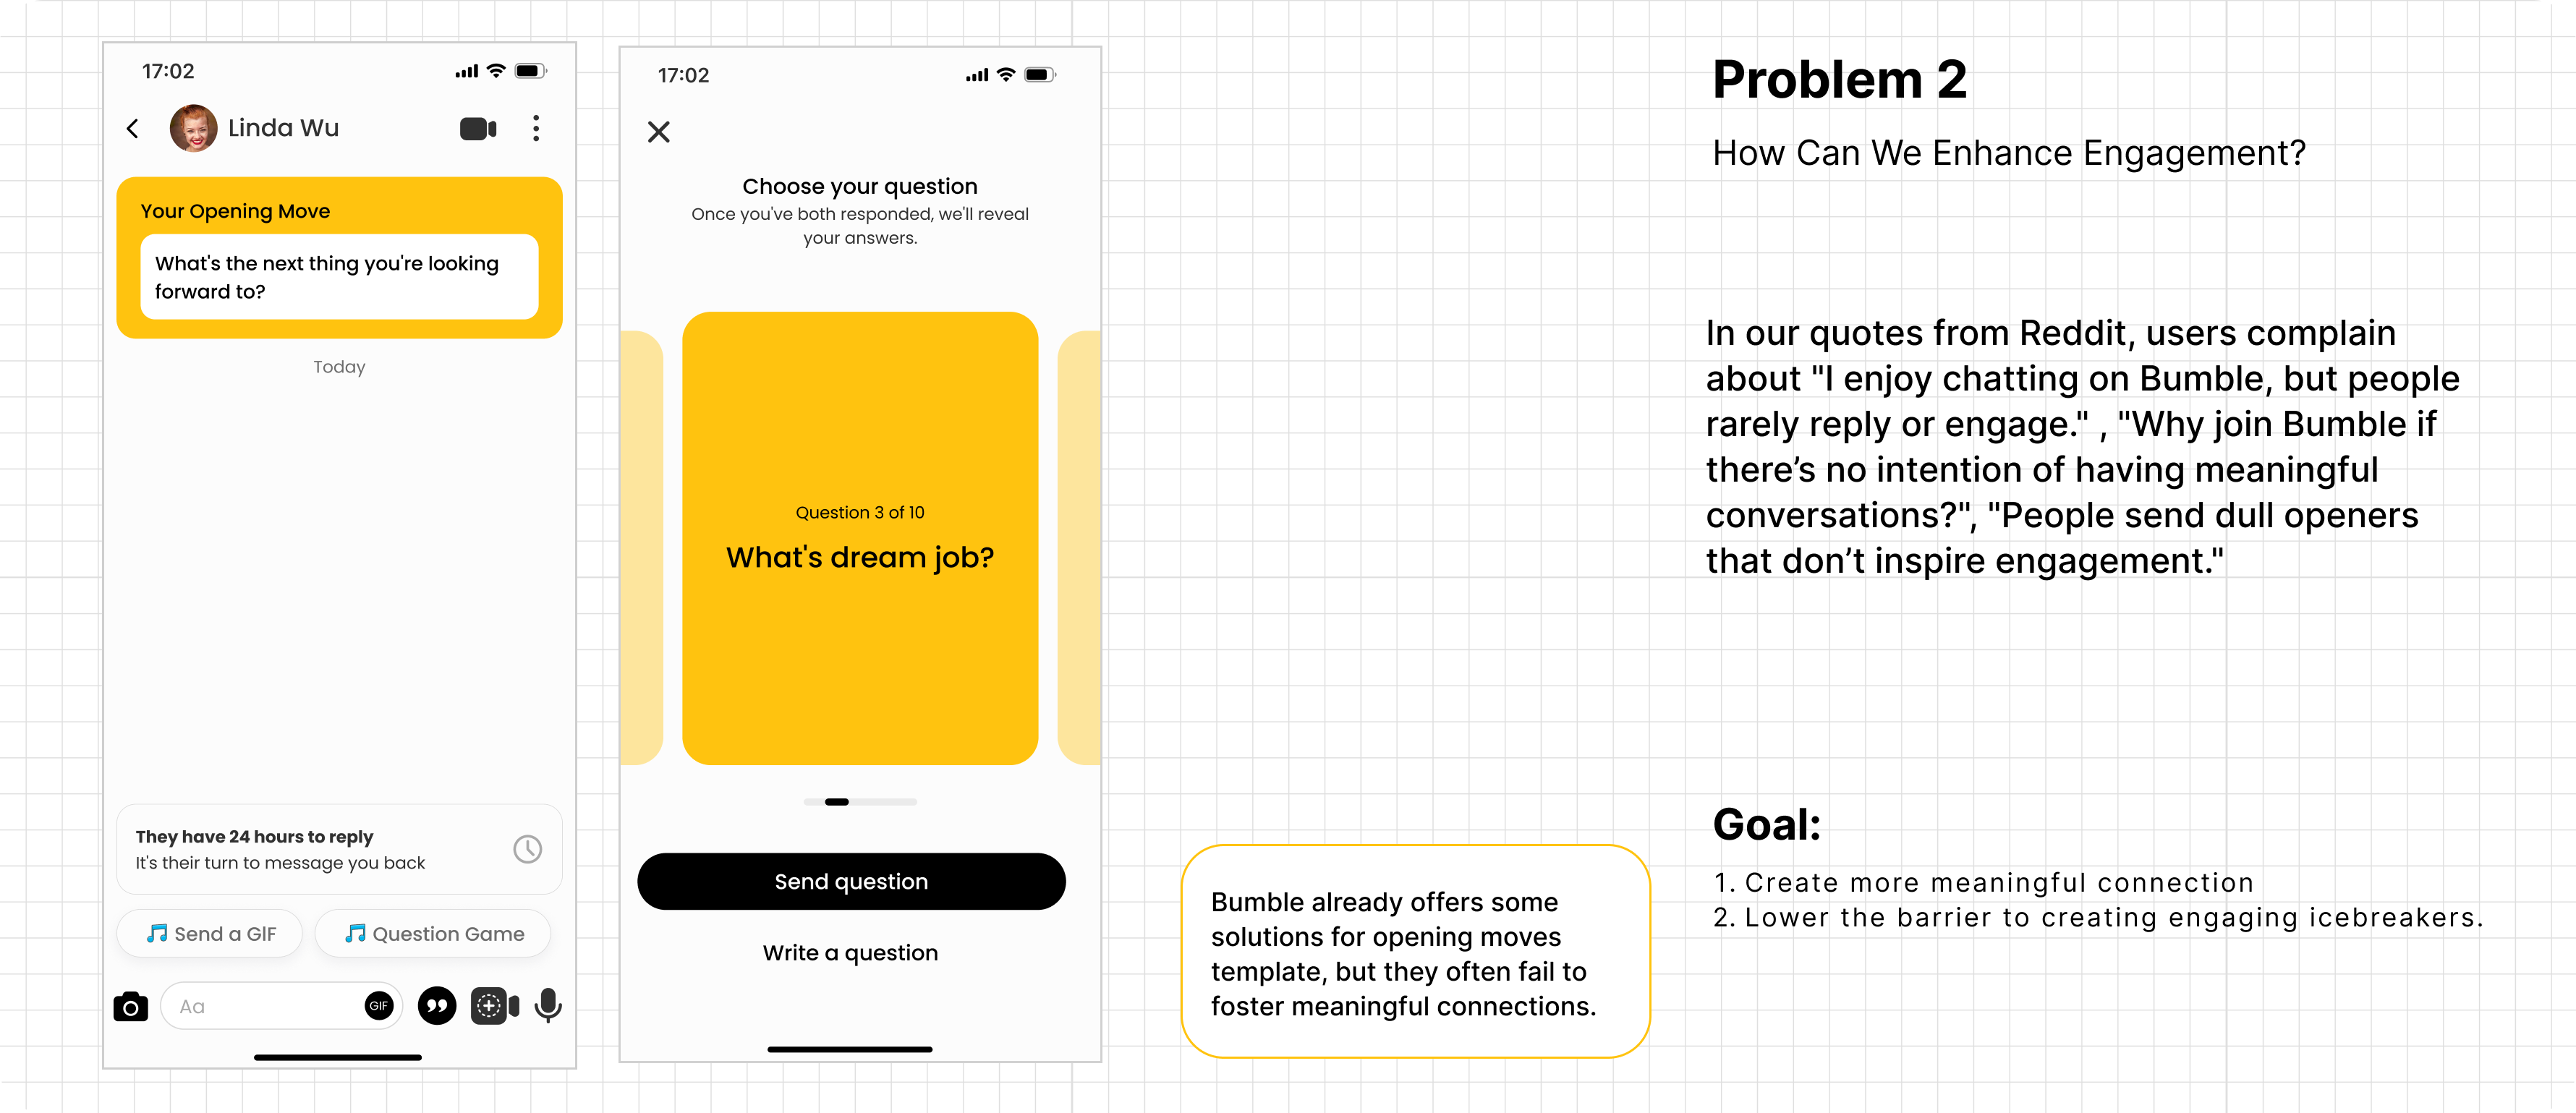 17:02
Linda Wu
Your Opening Move
What's the next thing you're looking
forward to?
Today
They have 24 hours to reply
It's their turn to message you back
Send a GIF
Question Game
Aa
GIF
17:02
Choose your question
Once you've both responded, we'll reveal
your answers.
Question 3 of 10
What's dream job?
Send question
Write a question
Bumble already offers some
solutions for opening moves
template, but they often fail to
foster meaningful connections.
Problem 2
How Can We Enhance Engagement?
In our quotes from Reddit, users complain
about "I enjoy chatting on Bumble, but people
rarely reply or engage." , "Why join Bumble if
there’s no intention of having meaningful
conversations?", "People send dull openers
that don’t inspire engagement."
Goal:
1. Create more meaningful connection
2. Lower the barrier to creating engaging icebreakers.